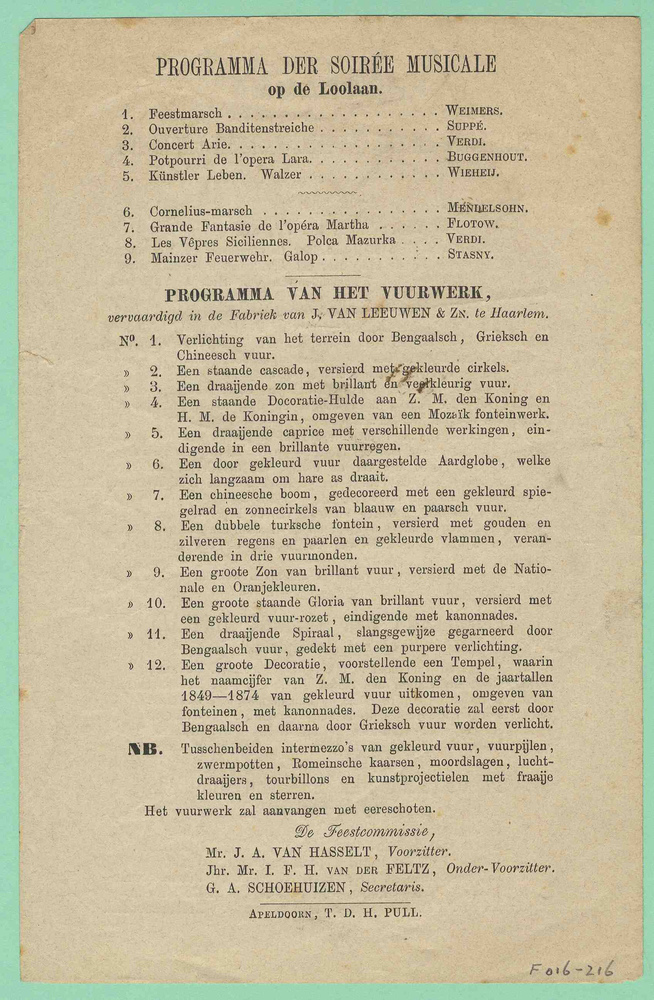 PROGRAMMA DER SOIRÉE MUSICALE
op de Loolaan.
1. Feestmarsch . . . . . . . . . . . . . . . . . . . WEIMERS.
2. Ouverture Banditenstreiche . . . . . . . . . . . SUPPÉ.
3. Concert Arie. . . . . . . . . . . . . . . . . . . VERDI.
4. Potpourri de l'opera Lara. . . . . . . . . . . . BUGGENHOUT.
5. Künstler Leben. Walzer . . . . . . . . . . . . WIEHEIJ.
6. Cornelius-marsch . . . . . . . . . . . . . . . . MENDELSOHN.
7. Grande Fantasie de l'opéra Martha . . . . . . FLOTOW.
8. Les Vêpres Siciliennes. Polca Mazurka . . . . VERDI.
9. Mainzer Feuerwehr. Galop . . . . . . . . . . . STASNY.
PROGRAMMA VAN HET VUURWERK,
vervaardigd in de Fabriek van J. VAN LEEUWEN & ZN. te Haarlem.
No. 1. Verlichting van het terrein door Bengaalsch, Grieksch en
Chineesch vuur.
» 2. Een staande cascade, versierd met gekleurde cirkels.
» 3. Een draaijende zon met brillant en veelkleurig vuur.
» 4. Een staande Docoratie-Hulde aan Z. M. den Koning en
H. M. de Koningin, omgeven van een Mozaïk fonteinwerk.
» 5. Een draaijende caprice met verschillende werkingen, ein-
digende in een brillante vuurregen.
» 6. Een door gekleurd vuur daargestelde Aardglobe, welke
zich langzaam om hare as draait.
» 7. Een chineesche boom, gedecoreerd met een gekleurd spie-
gelrad en zonnecirkels van blaauw en paarsch vuur.
» 8. Een dubbele turksche fontein, versierd met gouden en
zilveren regens en paarlen en gekleurde vlammen, veran-
derende in drie vuurmonden.
» 9. Een groote Zon van brillant vuur, versierd met de Natio-
nale en Oranjekleuren.
» 10. Een groote staande Gloria van brillant vuur, versierd met
een gekleurd vuur-rozet, eindigende met kanonnades.
» 11. Een draaijende Spiraal, slangsgewijze gegarneerd door
Bengaalsch vuur, gedekt met een purpere verlichting.
» 12. Een groote Decoratie, voorstellende een Tempel, waarin
het naamcijfer van Z. M. den Koning en de jaartallen
1849—1874 van gekleurd vuur uitkomen, omgeven van
fonteinen, met kanonnades. Deze decoratie zal eerst door
Bengaalsch en daarna door Grieksch vuur worden verlicht.
NB. Tusschenbeiden intermezzo's van gekleurd vuur, vuurpijlen,
zwermpotten, Romeinsche kaarsen, moordslagen, lucht-
draaijers, tourbillons en kunstprojectielen met fraaije
kleuren en sterren.
Het vuurwerk zal aanvangen met eereschoten.
De Feestcommissie,
Mr. J. A. VAN HASSELT, Voorzitter.
Jhr. Mr. I. F. H. VAN DER FELTZ, Onder-Voorzitter.
G. A. SCHOEHUIZEN, Secretaris.
APELDOORN, T. D. H. PULL.
F016-216